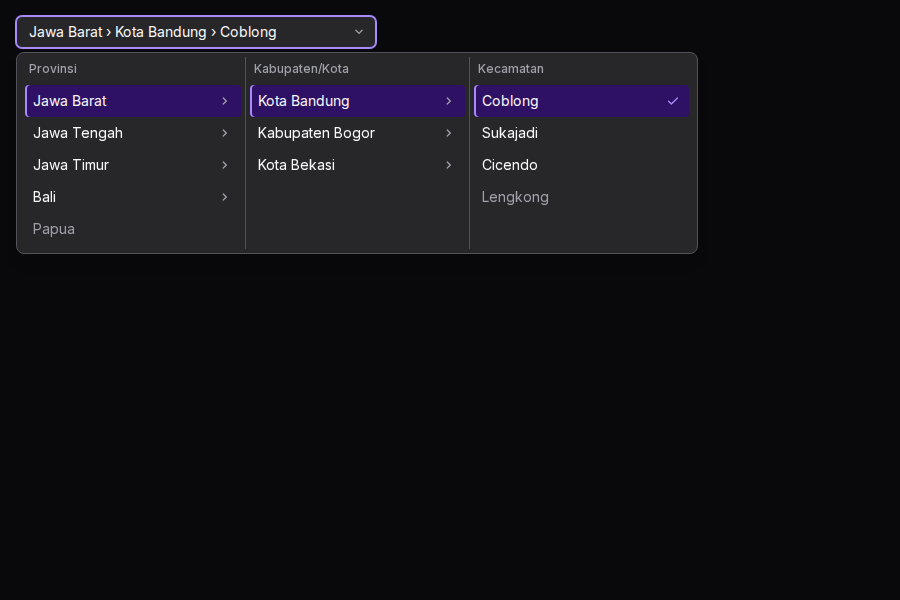 Jawa Barat › Kota Bandung › Coblong
Provinsi
Jawa Barat
Jawa Tengah
Jawa Timur
Bali
Papua
Kabupaten/Kota
Kota Bandung
Kabupaten Bogor
Kota Bekasi
Kecamatan
Coblong
Sukajadi
Cicendo
Lengkong